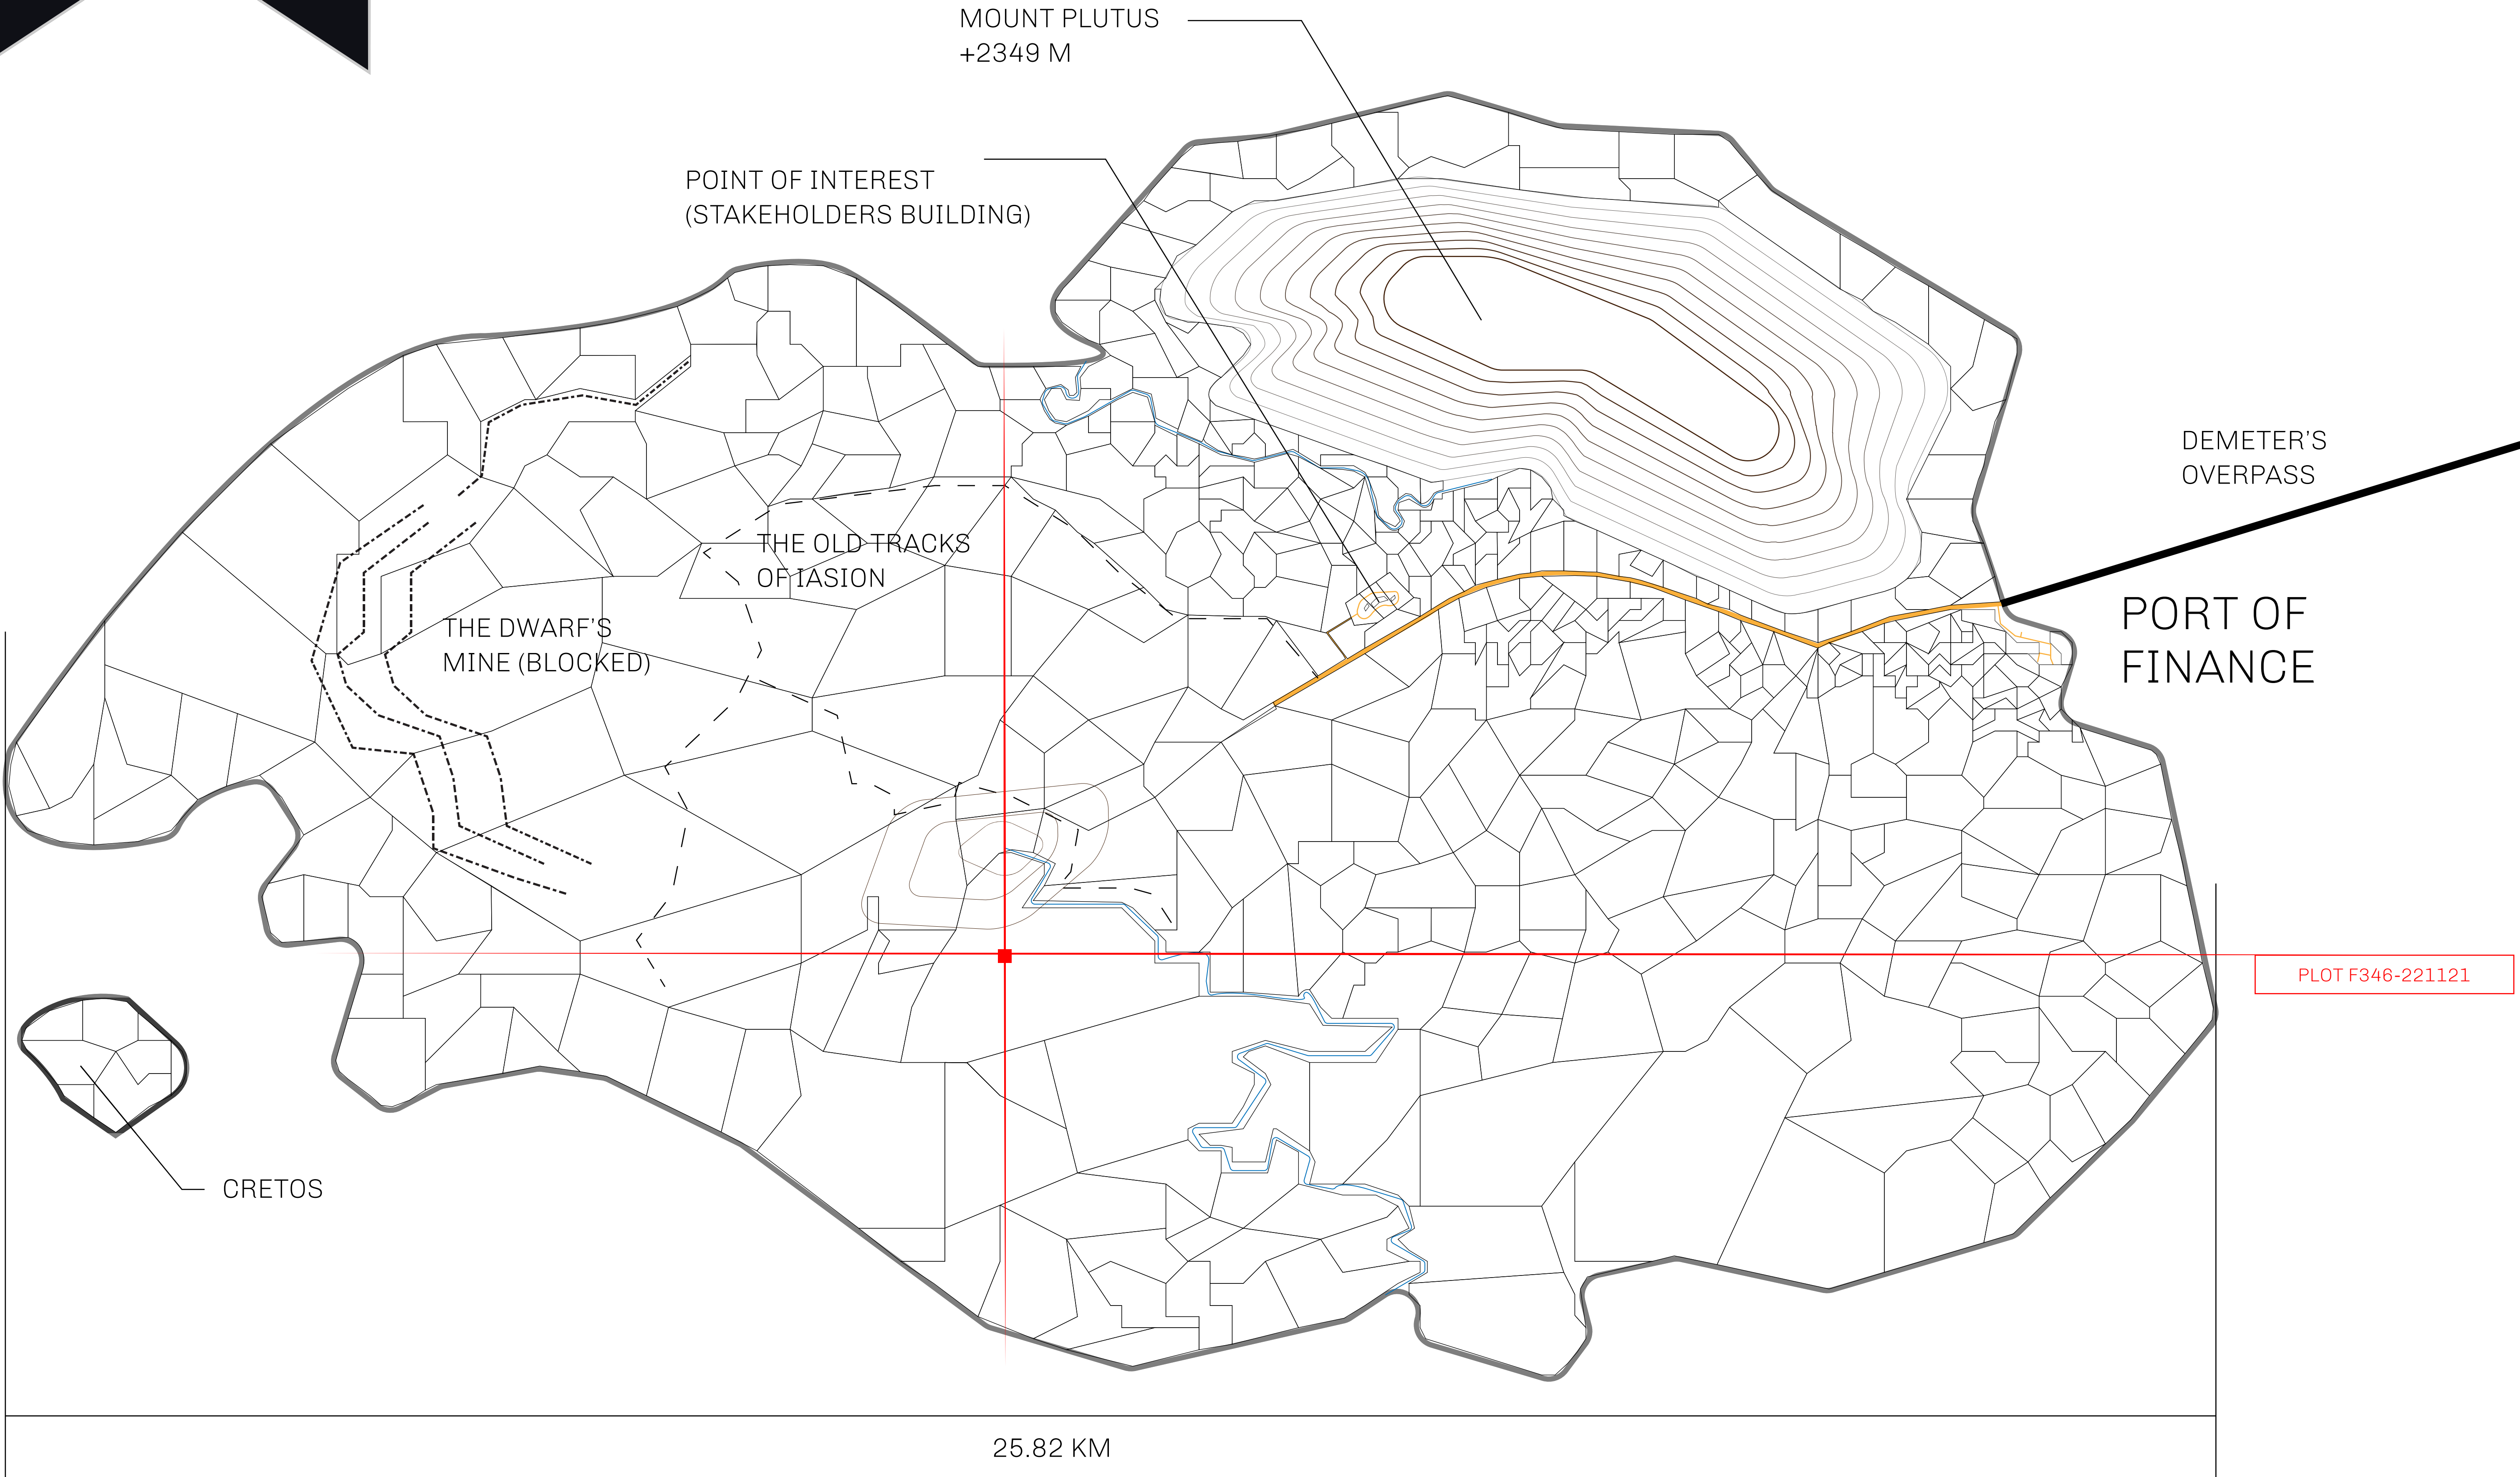 MOUNT PLUTUS
+2349 M
POINT OF INTEREST
(STAKEHOLDERS BUILDING)
DEMETER'S
OVERPASS
THE OLD TRACKS
OF IASION
PORT OF
FINANCE
THE DWARF'S
MINE (BLOCKED)
PLOT F346-221121
CRETOS
25.82 KM